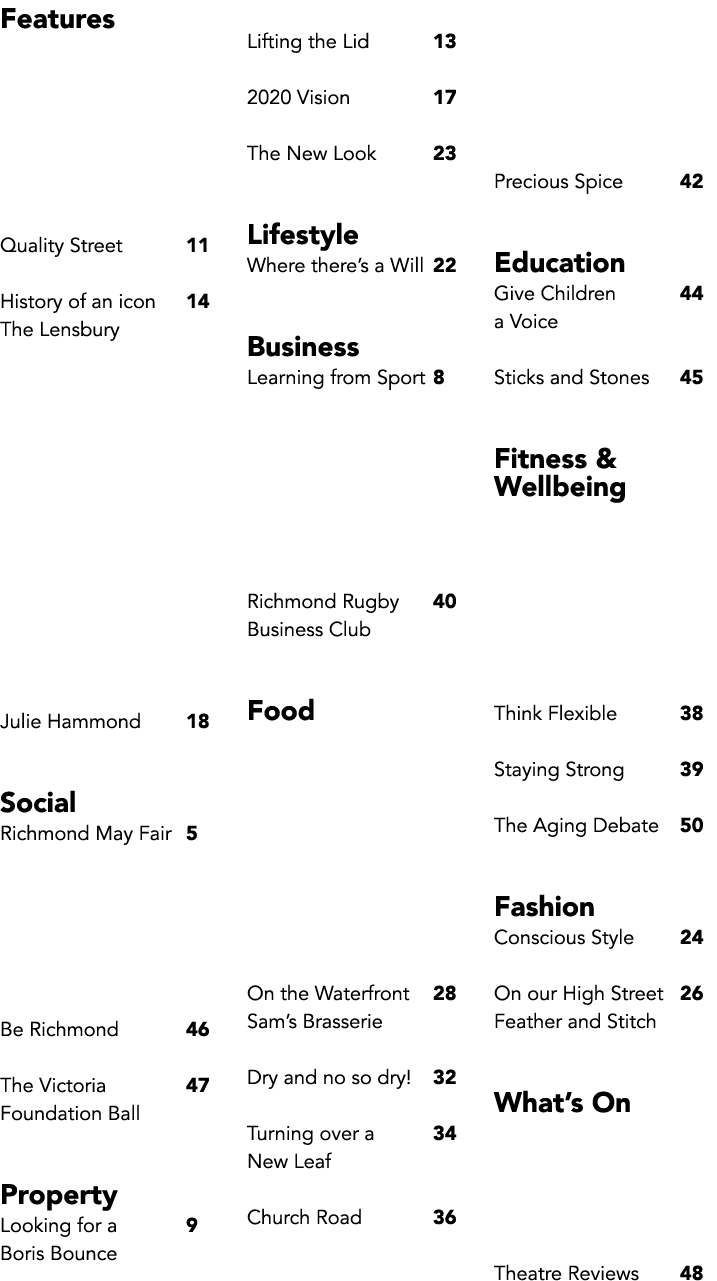 Features
Quality Street 11
History of an icon 14
The Lensbury
Julie Hammond 18
Social
Richmond May Fair 5
Be Richmond 46
The Victoria 47
Foundation Ball
Property
Looking for a 9
Boris Bounce
Lifting the Lid 13
2020 Vision 17
The New Look 23
Lifestyle
Where there's a Will 22
Business
Learning from Sport 8
Richmond Rugby 40
Business Club
Food
On the Waterfront 28
Sam's Brasserie
Dry and no so dry! 32
Turning over a 34
New Leaf
Church Road 36
Precious Spice 42
Education
Give Children 44
a Voice
Sticks and Stones 45
Fitness &
Wellbeing
Think Flexible 38
Staying Strong 39
The Aging Debate 50
Fashion
Conscious Style 24
On our High Street 26
Feather and Stitch
What's On
Theatre Reviews 48